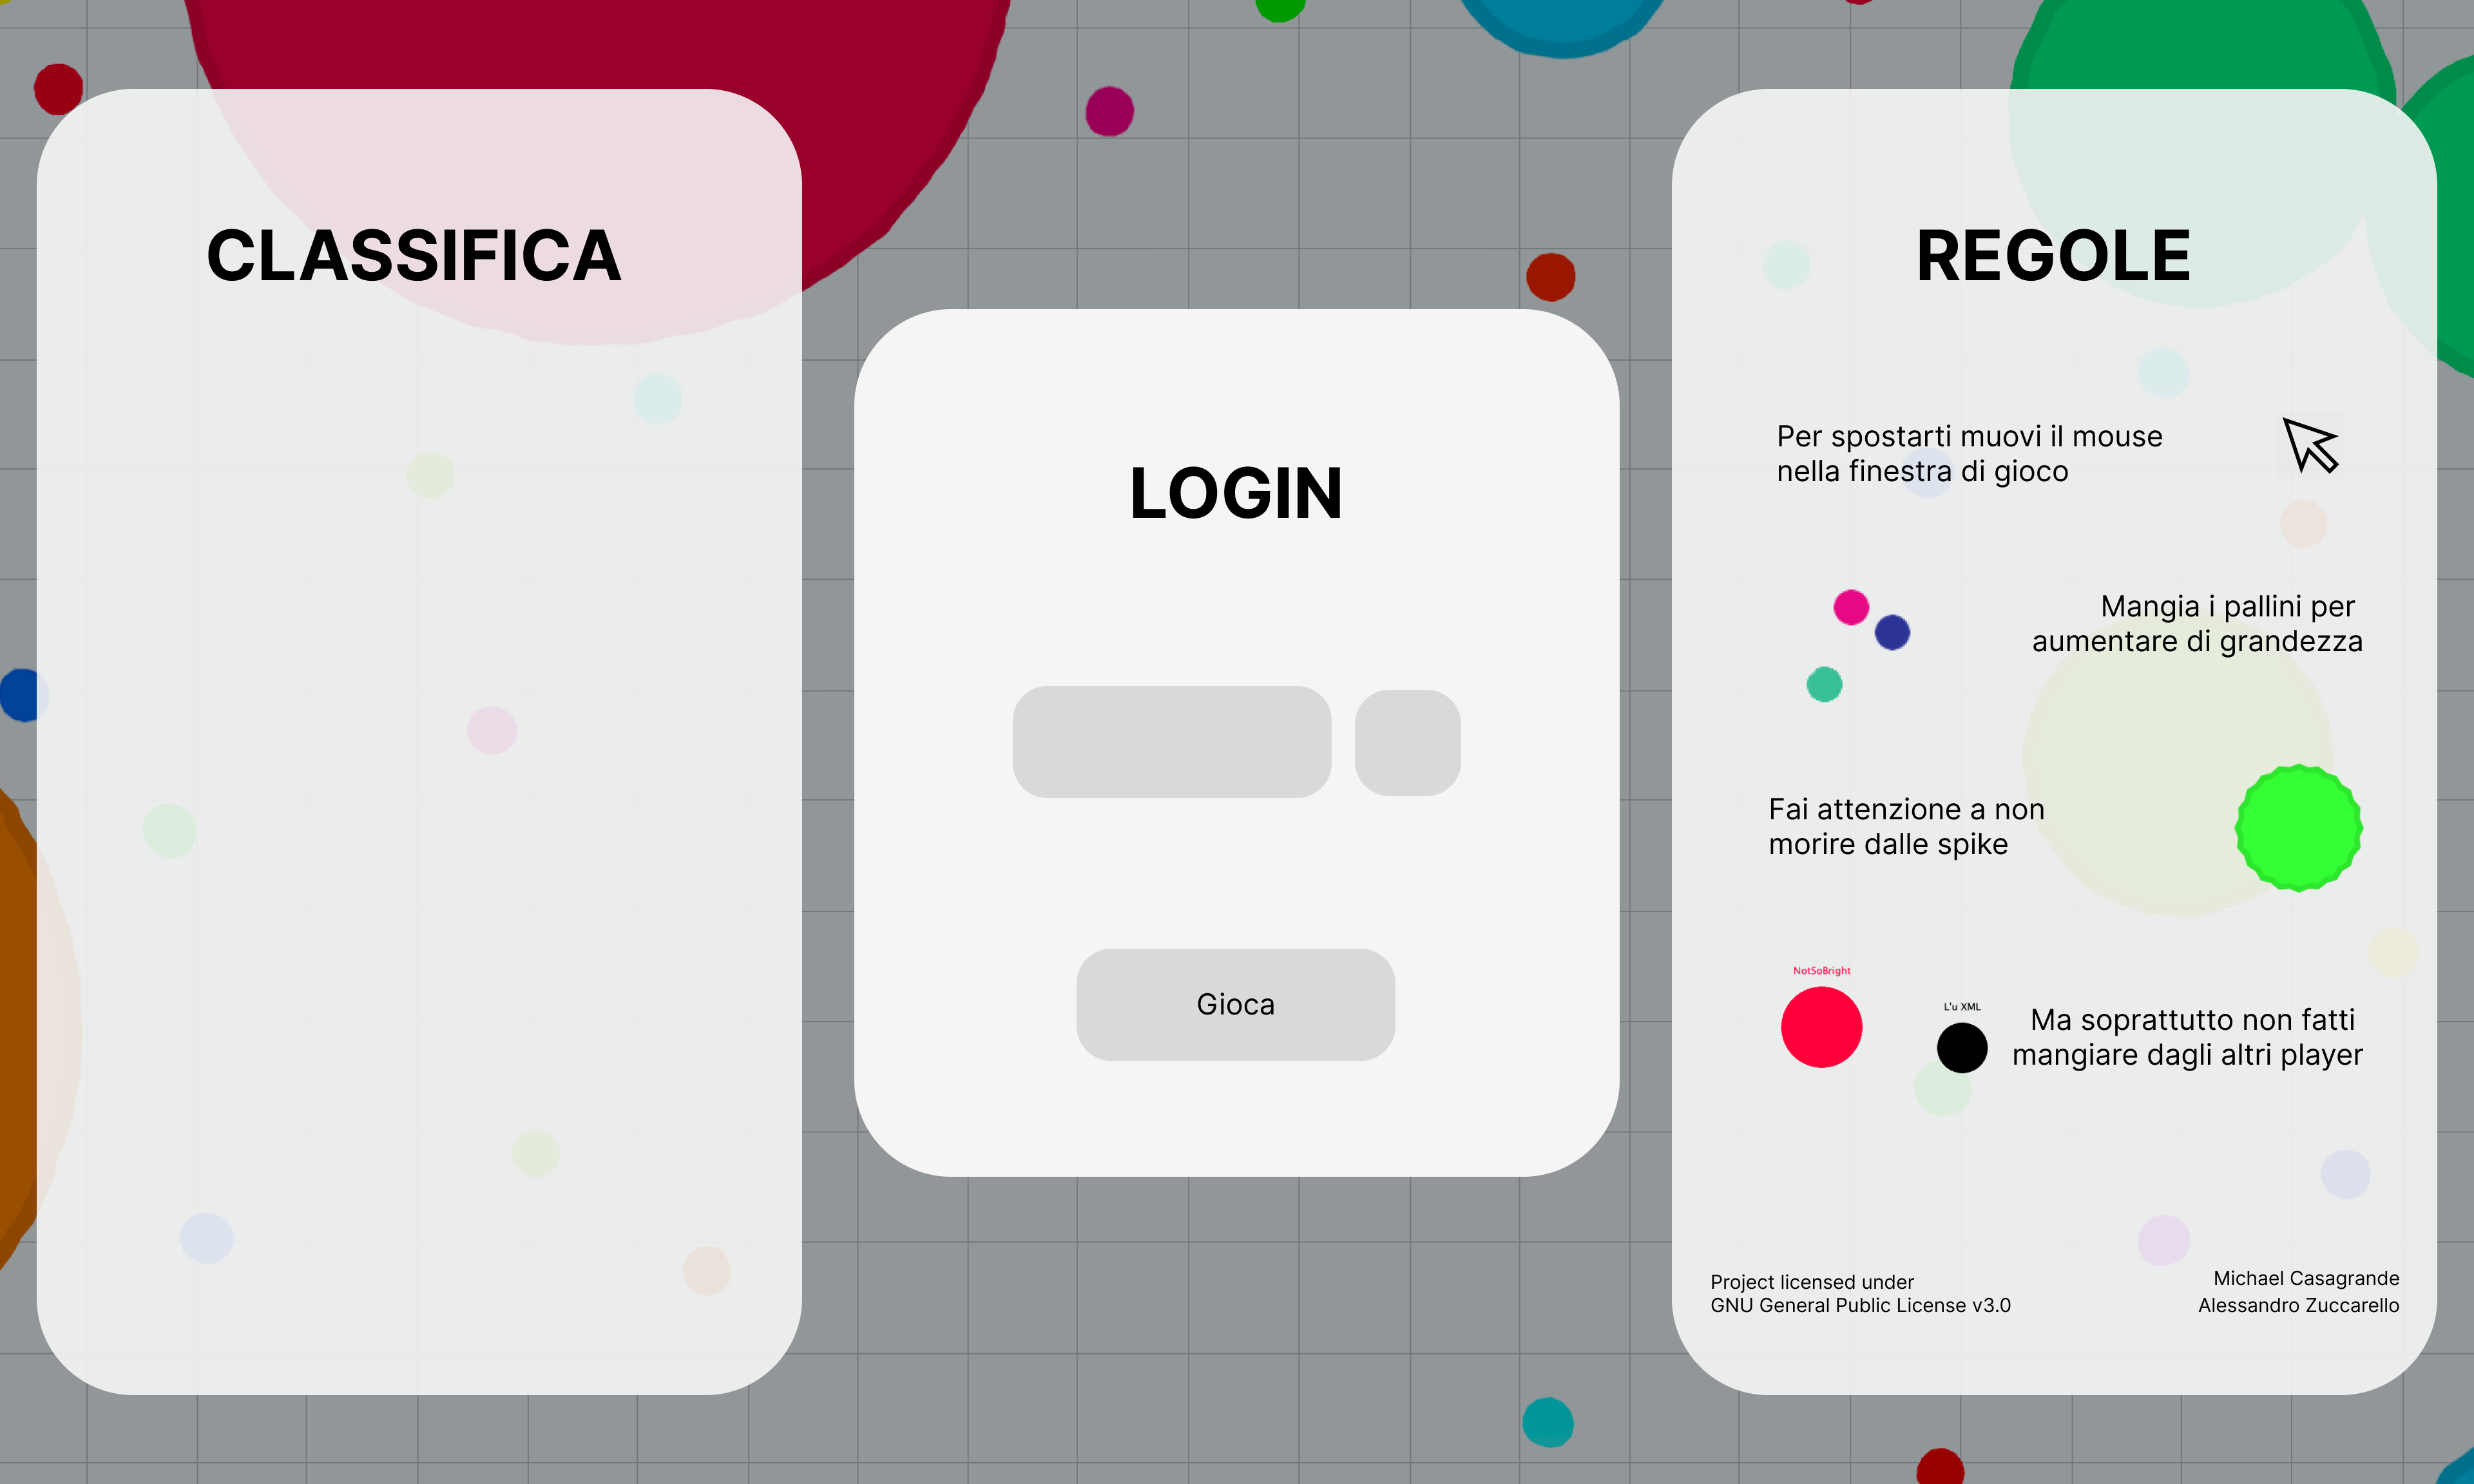 CLASSIFICA
LOGIN
Gioca
REGOLE
Per spostarti muovi il mouse
nella finestra di gioco
Mangia i pallini per
aumentare di grandezza
Fai attenzione a non
morire dalle spike
NotSoBright
L'u XML
Ma soprattutto non fatti
mangiare dagli altri player
Project licensed under
GNU General Public License v3.0
Michael Casagrande
Alessandro Zuccarello